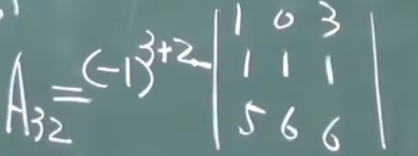 A₃₂ = (-1)³⁺² | 1 0 3 |
| 1 1 1 |
| 5 6 6 |